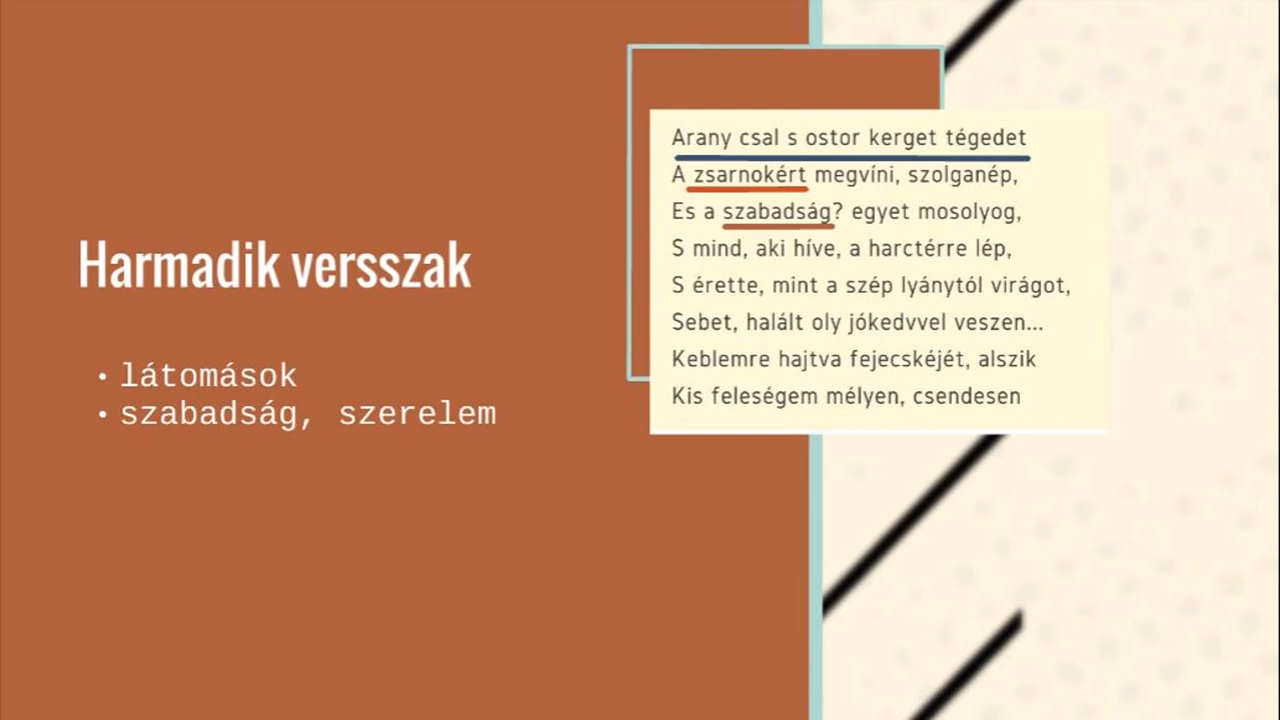 Harmadik versszak
• látomások
• szabadság, szerelem
Arany csal s ostor kerget tégedet
A zsarnokért megvíni, szolganép,
Es a szabadság? egyet mosolyog,
S mind, aki híve, a harctérre lép,
S érette, mint a szép lyánytól virágot,
Sebet, halált oly jókedvvel veszen...
Keblemre hajtva fejecskéjét, alszik
Kis feleségem mélyen, csendesen